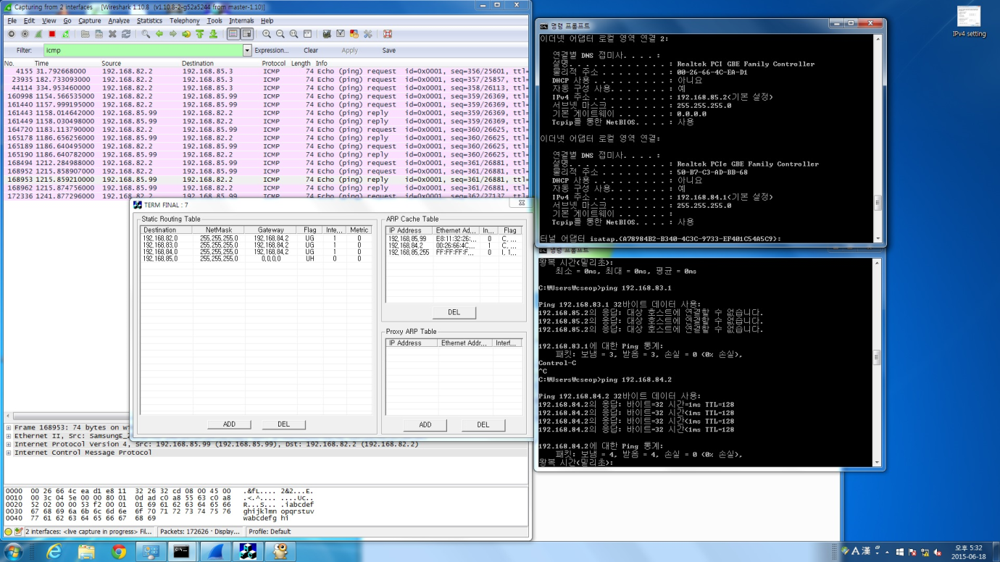 Capturing from 2 interfaces [Wireshark 1.10.8 (v1.10.8-2-g52a5244 from master-1.10)]
File Edit View Go Capture Analyze Statistics Telephony Tools Internals Help
Filter: icmp Expression... Clear Apply Save
No. Time Source Destination Protocol Length Info
4155 31.792668000 192.168.82.2 192.168.85.3 ICMP 74 Echo (ping) request id=0x0001, seq=356/25601, ttl=
23935 182.733093000 192.168.82.2 192.168.85.3 ICMP 74 Echo (ping) request id=0x0001, seq=357/25857, ttl=
44114 334.953460000 192.168.82.2 192.168.85.3 ICMP 74 Echo (ping) request id=0x0001, seq=358/26113, ttl=
160998 1154.566535000 192.168.82.2 192.168.85.99 ICMP 74 Echo (ping) request id=0x0001, seq=359/26369, ttl=
161440 1157.999195000 192.168.82.2 192.168.85.99 ICMP 74 Echo (ping) request id=0x0001, seq=359/26369, ttl=
161443 1158.014642000 192.168.85.99 192.168.82.2 ICMP 74 Echo (ping) reply id=0x0001, seq=359/26369, ttl=
161449 1158.030498000 192.168.85.99 192.168.82.2 ICMP 74 Echo (ping) reply id=0x0001, seq=359/26369, ttl=
164720 1183.113790000 192.168.82.2 192.168.85.99 ICMP 74 Echo (ping) request id=0x0001, seq=360/26625, ttl=
165178 1186.656256000 192.168.85.99 192.168.82.2 ICMP 74 Echo (ping) reply id=0x0001, seq=360/26625, ttl=
165189 1186.640495000 192.168.82.2 192.168.85.99 ICMP 74 Echo (ping) request id=0x0001, seq=360/26625, ttl=
165190 1186.640782000 192.168.85.99 192.168.82.2 ICMP 74 Echo (ping) reply id=0x0001, seq=360/26625, ttl=
168494 1212.284988000 192.168.82.2 192.168.85.99 ICMP 74 Echo (ping) request id=0x0001, seq=361/26881, ttl=
168952 1215.858907000 192.168.82.2 192.168.85.99 ICMP 74 Echo (ping) request id=0x0001, seq=361/26881, ttl=
168953 1215.859210000 192.168.85.99 192.168.82.2 ICMP 74 Echo (ping) reply id=0x0001, seq=361/26881, ttl=
168962 1215.874756000 192.168.85.99 192.168.82.2 ICMP 74 Echo (ping) reply id=0x0001, seq=361/26881, ttl=
172336 1241.877296000 192.168.82.2 192.168.85.99 ICMP 74 Echo (ping) request id=0x0001, seq=362/27137, ttl=
TERM FINAL : 7
Static Routing Table
Destination NetMask Gateway Flag Inte... Metric
192,168,82,0 255,255,255,0 192,168,84,2 UG 1 0
192,168,83,0 255,255,255,0 192,168,84,2 UG 1 0
192,168,84,0 255,255,255,0 192,168,84,2 UG 1 0
192,168,85,0 255,255,255,0 0,0,0,0 UH 0 0
ADD DEL
ARP Cache Table
IP Address Ethernet Ad... In... Flag
192,168,85,99 E8:11:32:26:... 0 C, ...
192,168,84,2 00:26:66:4C... 1 C, ...
192,168,85,255 FF:FF:FF:F... 0 I, 1...
DEL
Proxy ARP Table
IP Address Ethernet Addr... Interf...
ADD DEL
Frame 168953: 74 bytes on w
Ethernet II, Src: SamsungE_2
Internet Protocol Version 4, Src: 192.168.85.99 (192.168.85.99), Dst: 192.168.82.2 (192.168.82.2)
Internet Control Message Protocol
0000 00 26 66 4c ea d1 e8 11 32 26 32 cd 08 00 45 00 .&fL.... 2&2...E.
0010 00 3c 04 5e 00 00 80 01 0d ad c0 a8 55 63 c0 a8 .<.^.... ....Uc..
0020 52 02 00 00 53 f2 00 01 01 69 61 62 63 64 65 66 R...S... .iabcdef
0030 67 68 69 6a 6b 6c 6d 6e 6f 70 71 72 73 74 75 76 ghijklmn opqrstuv
0040 77 61 62 63 64 65 66 67 68 69 wabcdefg hi
2 interfaces: <live capture in progress> Fil... Packets: 172626 · Display... Profile: Default
명령 프롬프트
이더넷 어댑터 로컬 영역 연결 2:
연결별 DNS 접미사. . . . :
설명. . . . . . . . . . . . : Realtek PCI GBE Family Controller
물리적 주소 . . . . . . . . : 00-26-66-4C-EA-D1
DHCP 사용 . . . . . . . . . : 아니요
자동 구성 사용. . . . . . . : 예
IPv4 주소 . . . . . . . . . : 192.168.85.2<기본 설정>
서브넷 마스크 . . . . . . . : 255.255.255.0
기본 게이트웨이 . . . . . . : 0.0.0.0
Tcpip를 통한 NetBIOS. . . . : 사용
이더넷 어댑터 로컬 영역 연결:
연결별 DNS 접미사. . . . :
설명. . . . . . . . . . . . : Realtek PCIe GBE Family Controller
물리적 주소 . . . . . . . . : 50-B7-C3-AD-BB-68
DHCP 사용 . . . . . . . . . : 아니요
자동 구성 사용. . . . . . . : 예
IPv4 주소 . . . . . . . . . : 192.168.84.1<기본 설정>
서브넷 마스크 . . . . . . . : 255.255.255.0
기본 게이트웨이 . . . . . . :
Tcpip를 통한 NetBIOS. . . . : 사용
터널 어댑터 isatap.{A78984B2-B340-4C3C-9733-EF401C54A5C9}:
명령 프롬프트
왕복 시간(밀리초):
최소 = 0ms, 최대 = 0ms, 평균 = 0ms
C:₩Users₩cseop>ping 192.168.83.1
Ping 192.168.83.1 32바이트 데이터 사용:
192.168.85.2의 응답: 대상 호스트에 연결할 수 없습니다.
192.168.85.2의 응답: 대상 호스트에 연결할 수 없습니다.
192.168.85.2의 응답: 대상 호스트에 연결할 수 없습니다.
192.168.83.1에 대한 Ping 통계:
패킷: 보냄 = 3, 받음 = 3, 손실 = 0 (0% 손실),
Control-C
^C
C:₩Users₩cseop>ping 192.168.84.2
Ping 192.168.84.2 32바이트 데이터 사용:
192.168.84.2의 응답: 바이트=32 시간=1ms TTL=128
192.168.84.2의 응답: 바이트=32 시간<1ms TTL=128
192.168.84.2의 응답: 바이트=32 시간<1ms TTL=128
192.168.84.2의 응답: 바이트=32 시간<1ms TTL=128
192.168.84.2에 대한 Ping 통계:
패킷: 보냄 = 4, 받음 = 4, 손실 = 0 (0% 손실),
왕복 시간(밀리초):
IPv4 setting
A 漢
오후 5:32
2015-06-18